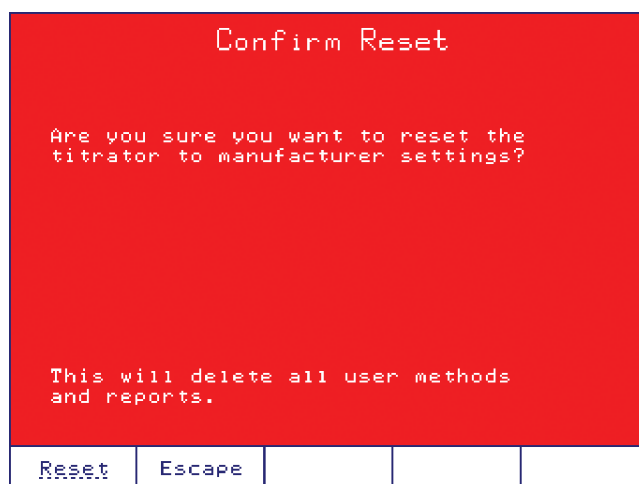 Confirm Reset
Are you sure you want to reset the
titrator to manufacturer settings?
This will delete all user methods
and reports.
Reset Escape